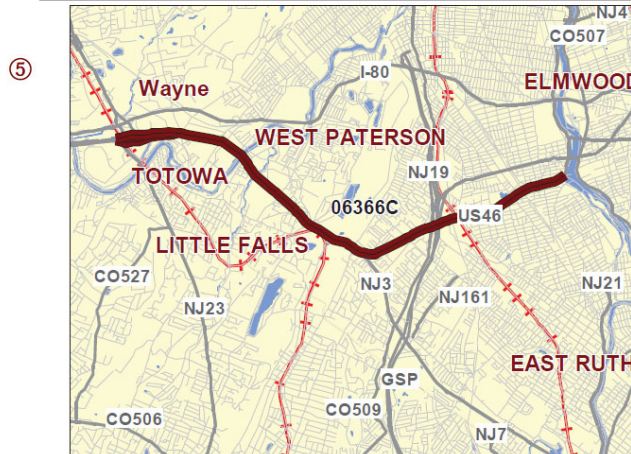 ⑤
NJ4
CO507
I-80
Wayne
ELMWOOD
WEST PATERSON
TOTOWA
NJ19
06366C
US46
LITTLE FALLS
CO527
NJ3
NJ21
NJ23
NJ161
EAST RUTH
GSP
CO509
CO506
NJ7